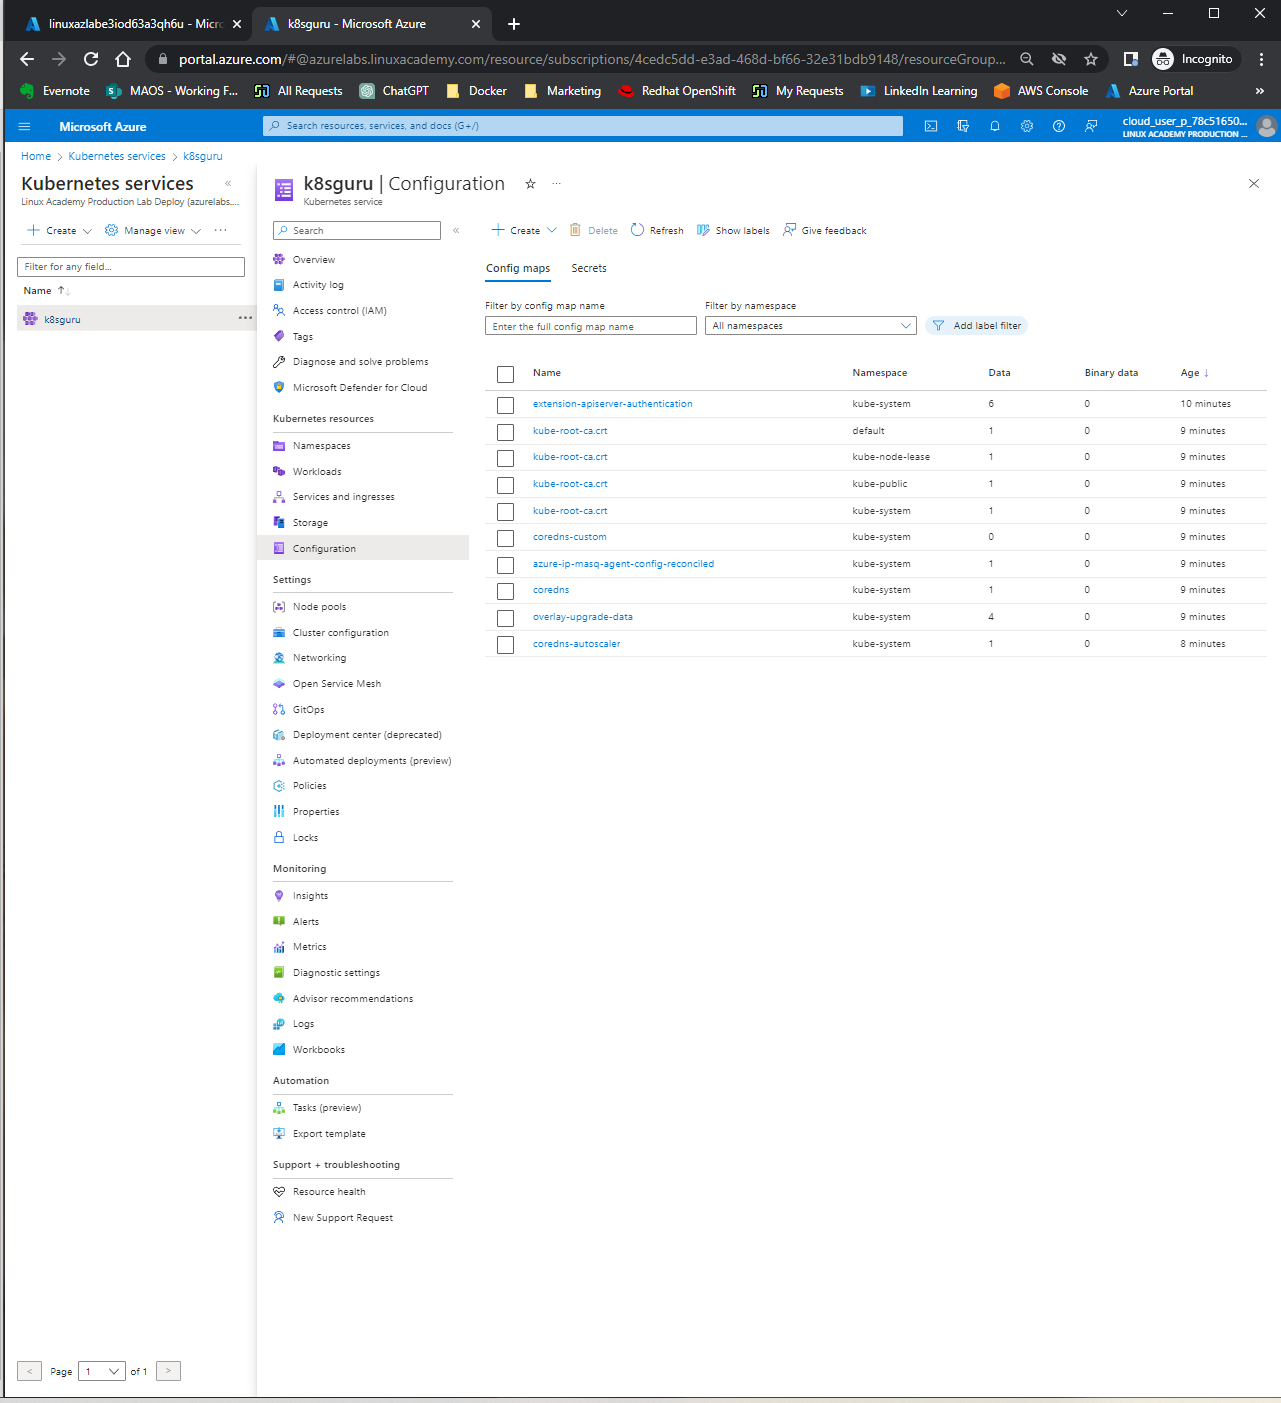 linuxazlabe3iod63a3qh6u - Micro
k8sguru - Microsoft Azure
portal.azure.com/#@azurelabs.linuxacademy.com/resource/subscriptions/4cedc5dd-e3ad-468d-bf66-32e31bdb9148/resourceGroup...
Incognito
Evernote
MAOS - Working F...
All Requests
ChatGPT
Docker
Marketing
Redhat OpenShift
My Requests
LinkedIn Learning
AWS Console
Azure Portal
»
Microsoft Azure
Search resources, services, and docs (G+/)
cloud_user_p_78c51650...
LINUX ACADEMY PRODUCTION ...
Home > Kubernetes services > k8sguru
Kubernetes services
Linux Academy Production Lab Deploy (azurelabs....
Create
Manage view
Filter for any field...
Name
k8sguru
Page 1 of 1
k8sguru | Configuration
Kubernetes service
Search
Overview
Activity log
Access control (IAM)
Tags
Diagnose and solve problems
Microsoft Defender for Cloud
Kubernetes resources
Namespaces
Workloads
Services and ingresses
Storage
Configuration
Settings
Node pools
Cluster configuration
Networking
Open Service Mesh
GitOps
Deployment center (deprecated)
Automated deployments (preview)
Policies
Properties
Locks
Monitoring
Insights
Alerts
Metrics
Diagnostic settings
Advisor recommendations
Logs
Workbooks
Automation
Tasks (preview)
Export template
Support + troubleshooting
Resource health
New Support Request
Create
Delete
Refresh
Show labels
Give feedback
Config maps
Secrets
Filter by config map name
Enter the full config map name
Filter by namespace
All namespaces
Add label filter
Name Namespace Data Binary data Age ↓
extension-apiserver-authentication kube-system 6 0 10 minutes
kube-root-ca.crt default 1 0 9 minutes
kube-root-ca.crt kube-node-lease 1 0 9 minutes
kube-root-ca.crt kube-public 1 0 9 minutes
kube-root-ca.crt kube-system 1 0 9 minutes
coredns-custom kube-system 0 0 9 minutes
azure-ip-masq-agent-config-reconciled kube-system 1 0 9 minutes
coredns kube-system 1 0 9 minutes
overlay-upgrade-data kube-system 4 0 9 minutes
coredns-autoscaler kube-system 1 0 8 minutes